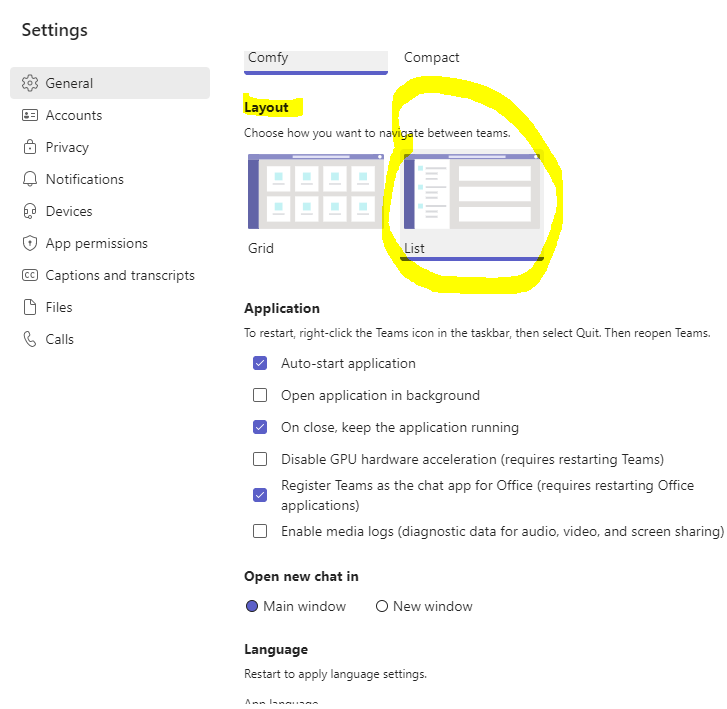 Settings
General
Accounts
Privacy
Notifications
Devices
App permissions
CC Captions and transcripts
Files
Calls
Comfy
Compact
Layout
Choose how you want to navigate between teams.
Grid
List
Application
To restart, right-click the Teams icon in the taskbar, then select Quit. Then reopen Teams.
Auto-start application
Open application in background
On close, keep the application running
Disable GPU hardware acceleration (requires restarting Teams)
Register Teams as the chat app for Office (requires restarting Office
applications)
Enable media logs (diagnostic data for audio, video, and screen sharing)
Open new chat in
Main window
New window
Language
Restart to apply language settings.
App language